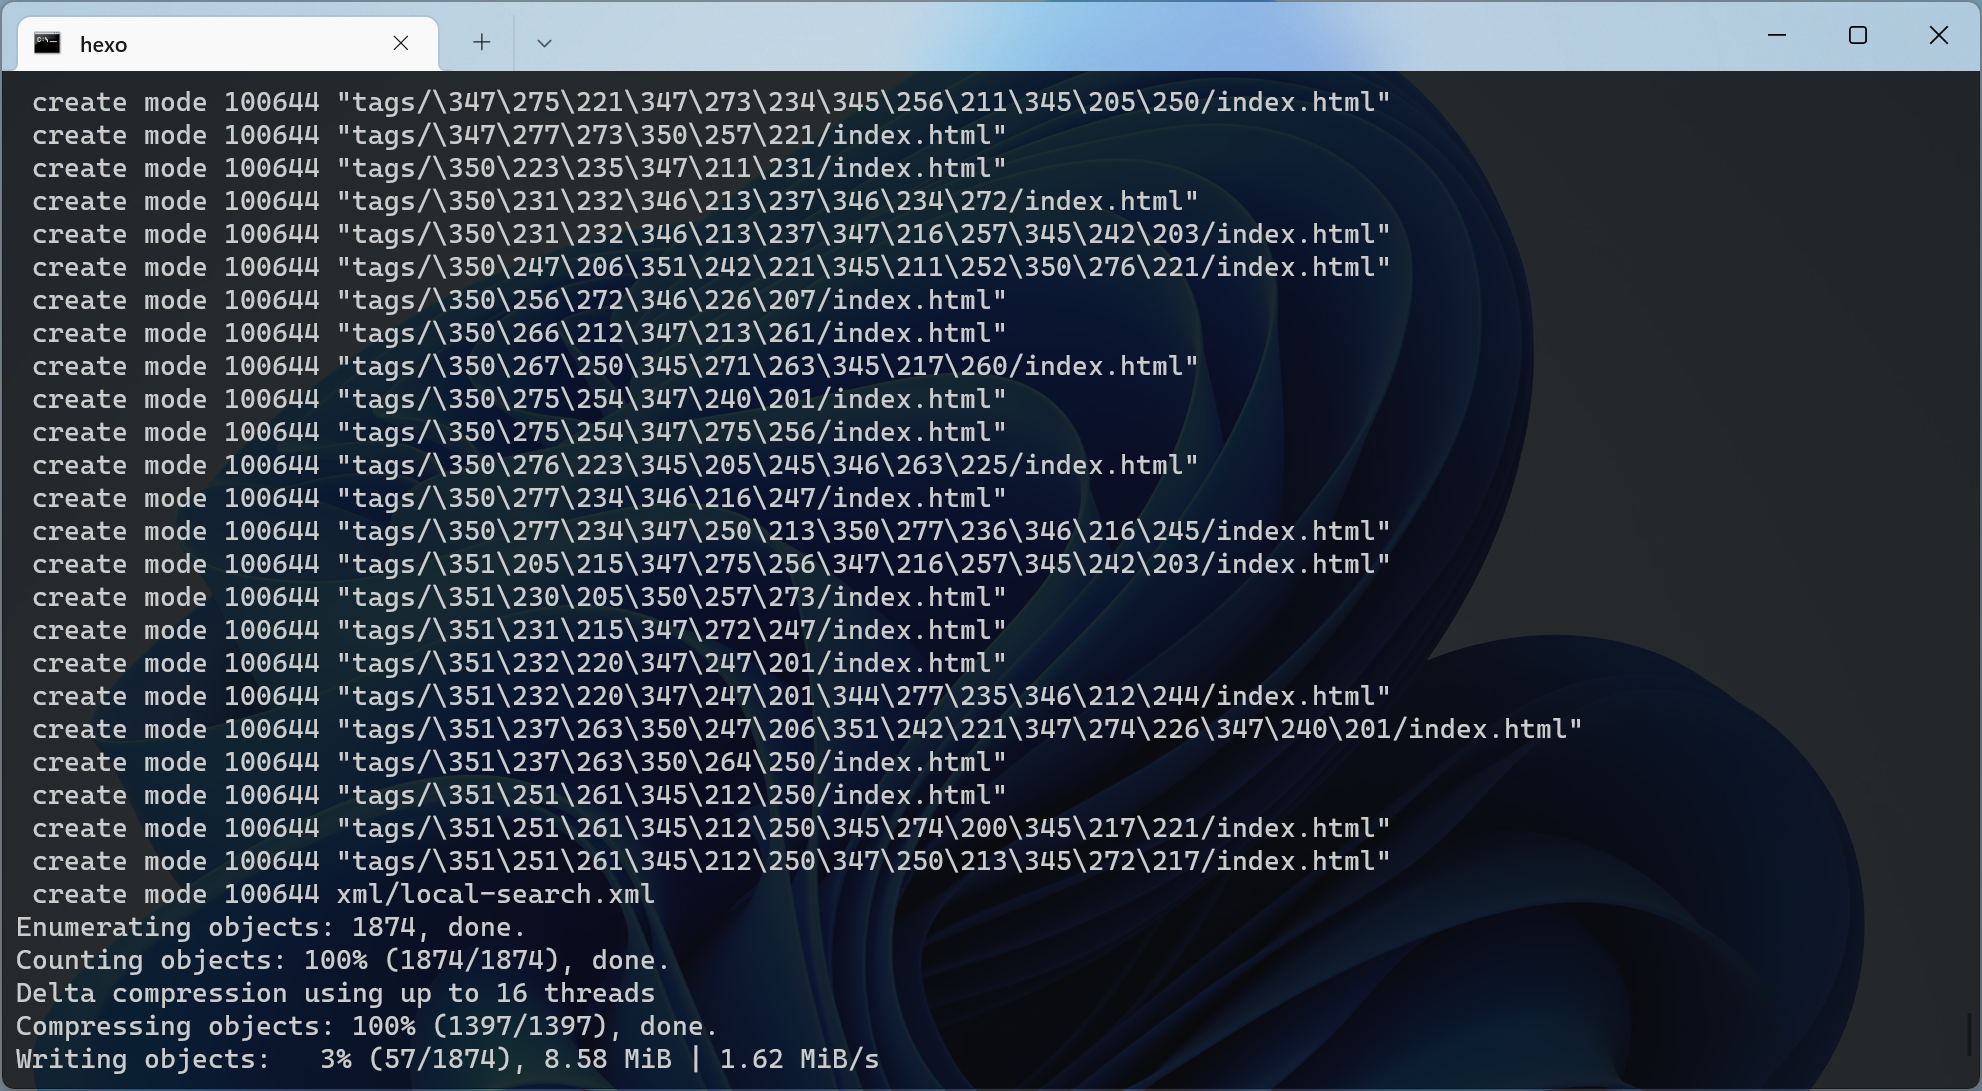 hexo
create mode 100644 "tags/\347\275\221\347\273\234\345\256\211\345\205\250/index.html"
create mode 100644 "tags/\347\277\273\350\257\221/index.html"
create mode 100644 "tags/\350\223\235\347\211\231/index.html"
create mode 100644 "tags/\350\231\232\346\213\237\346\234\272/index.html"
create mode 100644 "tags/\350\231\232\346\213\237\347\216\257\345\242\203/index.html"
create mode 100644 "tags/\350\247\206\351\242\221\345\211\252\350\276\221/index.html"
create mode 100644 "tags/\350\256\272\346\226\207/index.html"
create mode 100644 "tags/\350\266\212\347\213\261/index.html"
create mode 100644 "tags/\350\267\250\345\271\263\345\217\260/index.html"
create mode 100644 "tags/\350\275\254\347\240\201/index.html"
create mode 100644 "tags/\350\275\254\347\275\256/index.html"
create mode 100644 "tags/\350\276\223\345\205\245\346\263\225/index.html"
create mode 100644 "tags/\350\277\234\346\216\247/index.html"
create mode 100644 "tags/\350\277\234\347\250\213\350\277\236\346\216\245/index.html"
create mode 100644 "tags/\351\205\215\347\275\256\347\216\257\345\242\203/index.html"
create mode 100644 "tags/\351\230\205\350\257\273/index.html"
create mode 100644 "tags/\351\231\215\347\272\247/index.html"
create mode 100644 "tags/\351\232\220\347\247\201/index.html"
create mode 100644 "tags/\351\232\220\347\247\201\344\277\235\346\212\244/index.html"
create mode 100644 "tags/\351\237\263\350\247\206\351\242\221\347\274\226\347\240\201/index.html"
create mode 100644 "tags/\351\237\263\350\264\250/index.html"
create mode 100644 "tags/\351\251\261\345\212\250/index.html"
create mode 100644 "tags/\351\251\261\345\212\250\345\274\200\345\217\221/index.html"
create mode 100644 "tags/\351\251\261\345\212\250\347\250\213\345\272\217/index.html"
create mode 100644 xml/local-search.xml
Enumerating objects: 1874, done.
Counting objects: 100% (1874/1874), done.
Delta compression using up to 16 threads
Compressing objects: 100% (1397/1397), done.
Writing objects:   3% (57/1874), 8.58 MiB | 1.62 MiB/s